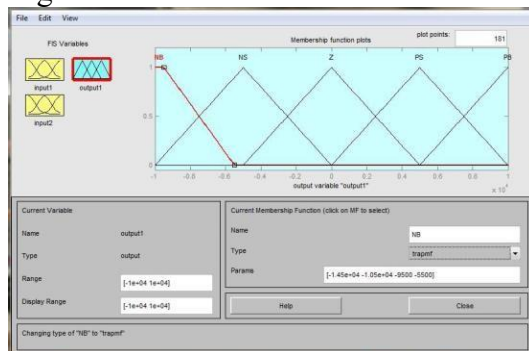 File Edit View
FIS Variables
input1
output1
input2
Membership function plots
plot points:
181
NB NS Z PS PB
1
0.5
0
-1 -0.8 -0.6 -0.4 -0.2 0 0.2 0.4 0.6 0.8 1
x 10
output variable "output1"
Current Variable
Name output1
Type output
Range [-1e+04 1e+04]
Display Range [-1e+04 1e+04]
Current Membership Function (click on MF to select)
Name NB
Type trapmf
Params [-1.45e+04 -1.05e+04 -9500 -5500]
Help Close
Changing type of "NB" to "trapmf"